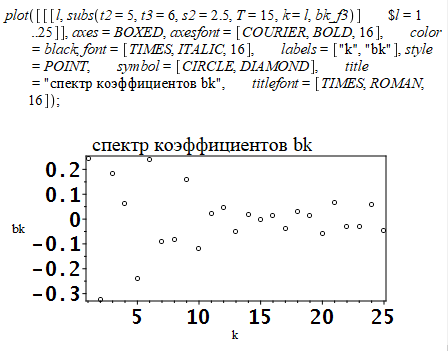 plot([[[l, subs(t2 = 5, t3 = 6, s2 = 2.5, T = 15, k = l, bk_f3)] $l = 1
..25]], axes = BOXED, axesfont = [COURIER, BOLD, 16], color
= black, font = [TIMES, ITALIC, 16], labels = ["k", "bk"], style
= POINT, symbol = [CIRCLE, DIAMOND], title
= "спектр коэффициентов bk", titlefont = [TIMES, ROMAN,
16]);
спектр коэффициентов bk
0.2
0.1
0
-0.1
-0.2
-0.3
bk
5 10 15 20 25
k